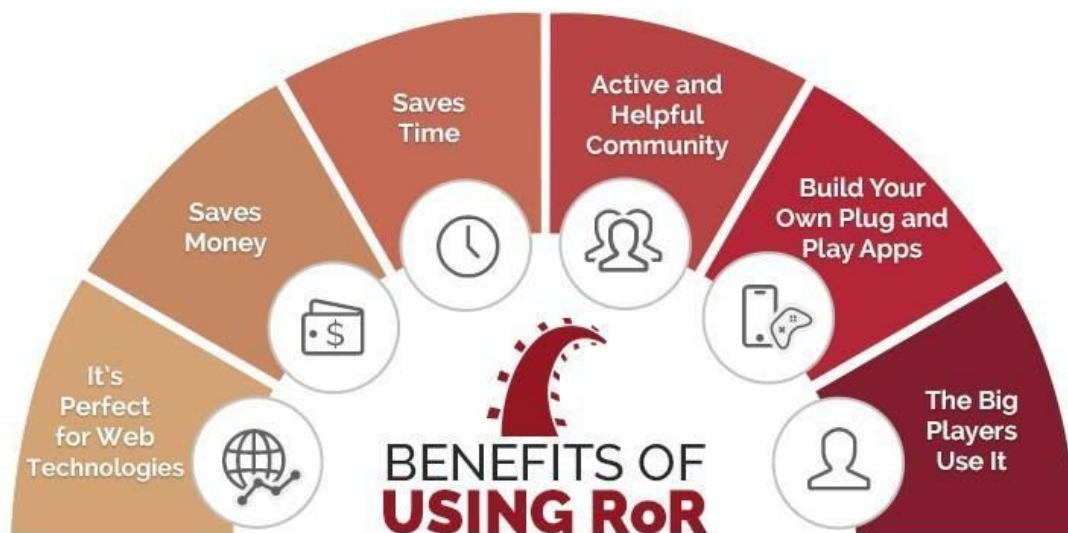 It's
Perfect
for Web
Technologies
Saves
Money
$
Saves
Time
Active and
Helpful
Community
Build Your
Own Plug and
Play Apps
The Big
Players
Use It
BENEFITS OF
USING RoR